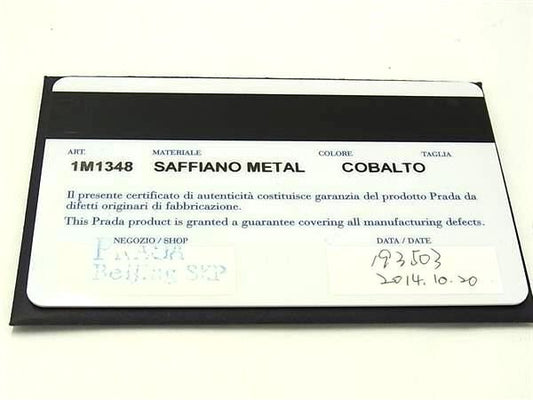 ART. MATERIALE COLORE TAGLIA
1M1348 SAFFIANO METAL COBALTO
Il presente certificato di autenticità costituisce garanzia del prodotto Prada da
difetti originari di fabbricazione.
This Prada product is granted a guarantee covering all manufacturing defects.
NEGOZIO / SHOP DATA / DATE
PRADA 193503
Beijing SKP 2014.10.20